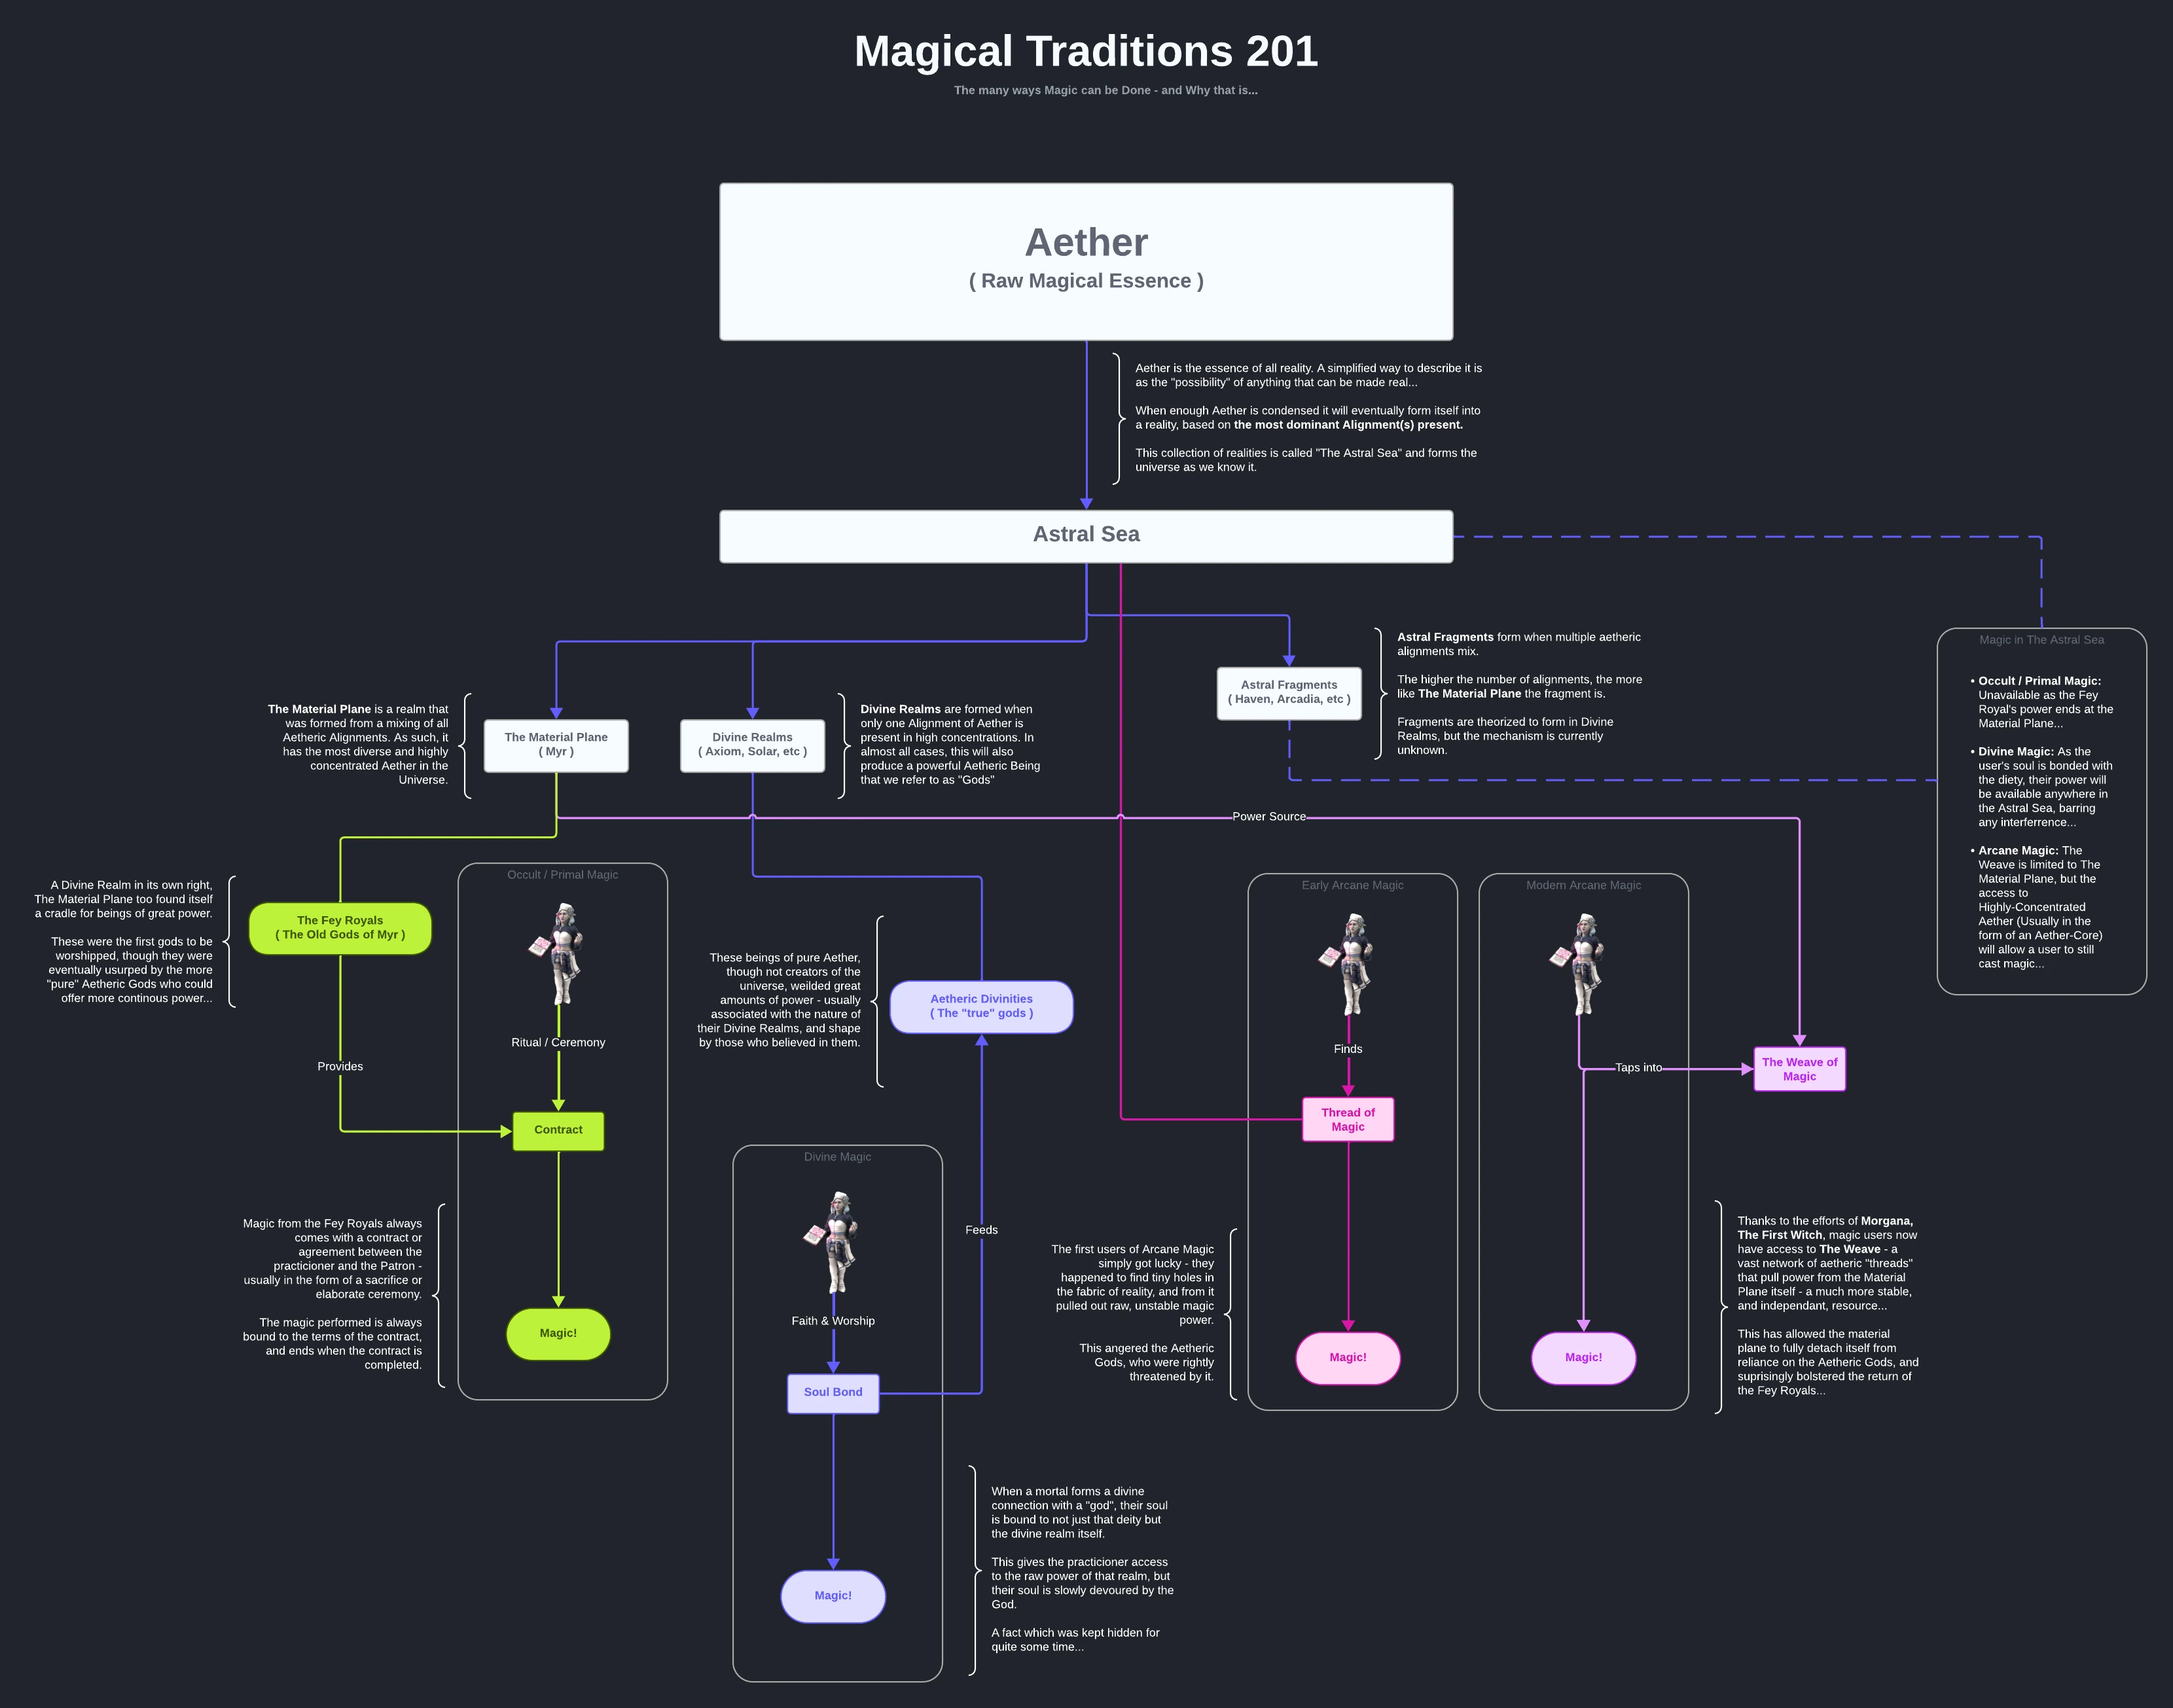 Magical Traditions 201
The many ways Magic can be Done - and Why that is...
Aether
( Raw Magical Essence )
Aether is the essence of all reality. A simplified way to describe it is
as the "possibility" of anything that can be made real...
When enough Aether is condensed it will eventually form itself into
a reality, based on the most dominant Alignment(s) present.
This collection of realities is called "The Astral Sea" and forms the
universe as we know it.
Astral Sea
Astral Fragments
( Haven, Arcadia, etc )
Astral Fragments form when multiple aetheric
alignments mix.
The higher the number of alignments, the more
like The Material Plane the fragment is.
Fragments are theorized to form in Divine
Realms, but the mechanism is currently
unknown.
Magic in The Astral Sea
• Occult / Primal Magic:
Unavailable as the Fey
Royal's power ends at the
Material Plane...
• Divine Magic: As the
user's soul is bonded with
the diety, their power will
be available anywhere in
the Astral Sea, barring
any interferrence...
• Arcane Magic: The
Weave is limited to The
Material Plane, but the
access to
Highly-Concentrated
Aether (Usually in the
form of an Aether-Core)
will allow a user to still
cast magic...
The Material Plane is a realm that
was formed from a mixing of all
Aetheric Alignments. As such, it
has the most diverse and highly
concentrated Aether in the
Universe.
The Material Plane
( Myr )
Divine Realms
( Axiom, Solar, etc )
Divine Realms are formed when
only one Alignment of Aether is
present in high concentrations. In
almost all cases, this will also
produce a powerful Aetheric Being
that we refer to as "Gods"
Power Source
A Divine Realm in its own right,
The Material Plane too found itself
a cradle for beings of great power.
These were the first gods to be
worshipped, though they were
eventually usurped by the more
"pure" Aetheric Gods who could
offer more continous power...
The Fey Royals
( The Old Gods of Myr )
Provides
Occult / Primal Magic
Ritual / Ceremony
Contract
Magic!
Magic from the Fey Royals always
comes with a contract or
agreement between the
practicioner and the Patron -
usually in the form of a sacrifice or
elaborate ceremony.
The magic performed is always
bound to the terms of the contract,
and ends when the contract is
completed.
These beings of pure Aether,
though not creators of the
universe, weilded great
amounts of power - usually
associated with the nature of
their Divine Realms, and shape
by those who believed in them.
Aetheric Divinities
( The "true" gods )
Feeds
Divine Magic
Faith & Worship
Soul Bond
Magic!
When a mortal forms a divine
connection with a "god", their soul
is bound to not just that deity but
the divine realm itself.
This gives the practicioner access
to the raw power of that realm, but
their soul is slowly devoured by the
God.
A fact which was kept hidden for
quite some time...
Early Arcane Magic
Finds
Thread of
Magic
Magic!
The first users of Arcane Magic
simply got lucky - they
happened to find tiny holes in
the fabric of reality, and from it
pulled out raw, unstable magic
power.
This angered the Aetheric
Gods, who were rightly
threatened by it.
Modern Arcane Magic
Taps into
The Weave of
Magic
Magic!
Thanks to the efforts of Morgana,
The First Witch, magic users now
have access to The Weave - a
vast network of aetheric "threads"
that pull power from the Material
Plane itself - a much more stable,
and independant, resource...
This has allowed the material
plane to fully detach itself from
reliance on the Aetheric Gods, and
suprisingly bolstered the return of
the Fey Royals...